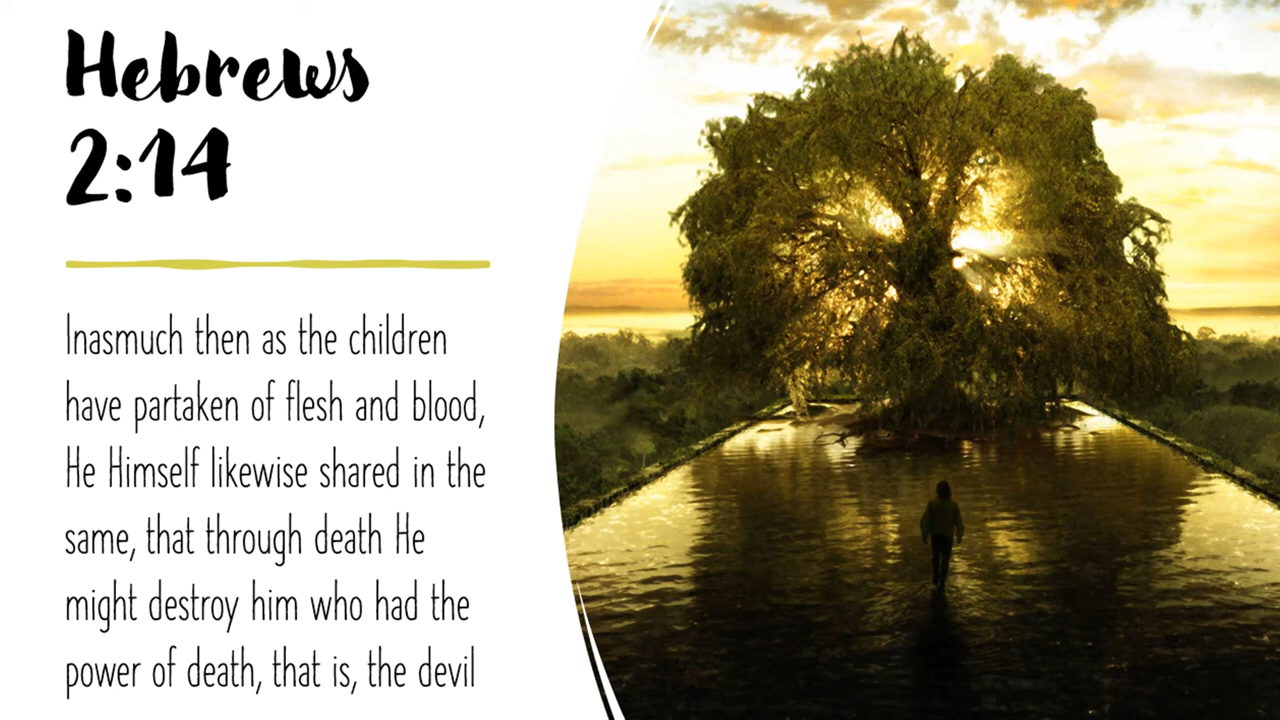 Hebrews
2:14
Inasmuch then as the children
have partaken of flesh and blood,
He Himself likewise shared in the
same, that through death He
might destroy him who had the
power of death, that is, the devil